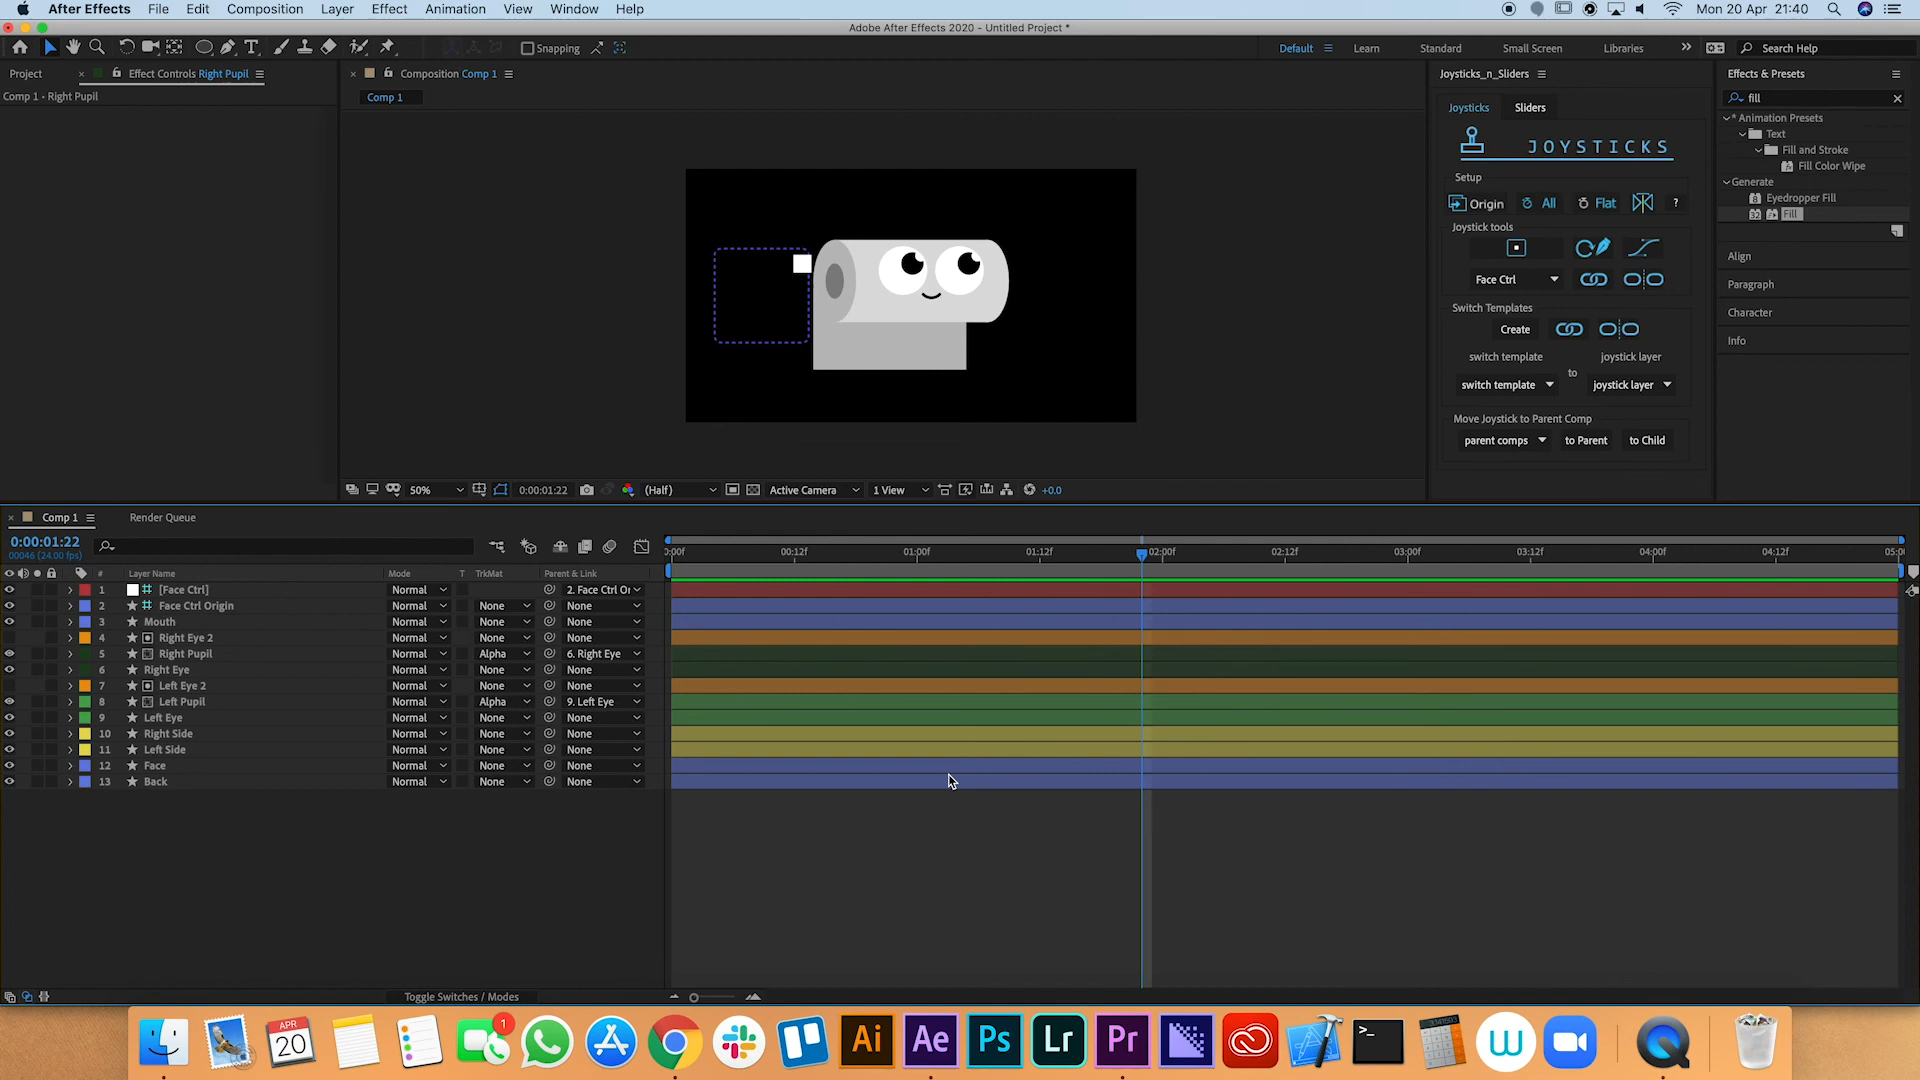 After Effects File Edit Composition Layer Effect Animation View Window Help Mon 20 Apr 21:40
Adobe After Effects 2020 - Untitled Project *
Snapping Default Learn Standard Small Screen Libraries Search Help
Project Effect Controls Right Pupil Composition Comp 1 Joysticks_n_Sliders Effects & Presets
Comp 1 - Right Pupil
Comp 1
fill
Joysticks Sliders
JOYSTICKS
Setup
Origin All Flat ?
Joystick tools
Face Ctrl
Switch Templates
Create
switch template joystick layer
to
switch template joystick layer
Move Joystick to Parent Comp
parent comps to Parent to Child
* Animation Presets
Text
Fill and Stroke
Fill Color Wipe
Generate
8 Eyedropper Fill
32 Fill
Align
Paragraph
Character
Info
50% 0:00:01:22 (Half) Active Camera 1 View +0.0
Comp 1 Render Queue
0:00:01:22
00046 (24.00 fps)
:00f 00:12f 01:00f 01:12f 02:00f 02:12f 03:00f 03:12f 04:00f 04:12f 05:0
# Layer Name Mode T TrkMat Parent & Link
1 [Face Ctrl] Normal 2. Face Ctrl Or
2 Face Ctrl Origin Normal None None
3 Mouth Normal None None
4 Right Eye 2 Normal None None
5 Right Pupil Normal Alpha 6. Right Eye
6 Right Eye Normal None None
7 Left Eye 2 Normal None None
8 Left Pupil Normal Alpha 9. Left Eye
9 Left Eye Normal None None
10 Right Side Normal None None
11 Left Side Normal None None
12 Face Normal None None
13 Back Normal None None
Toggle Switches / Modes
APR
20
1
Ai Ae Ps Lr Pr
>_
3.141593
W